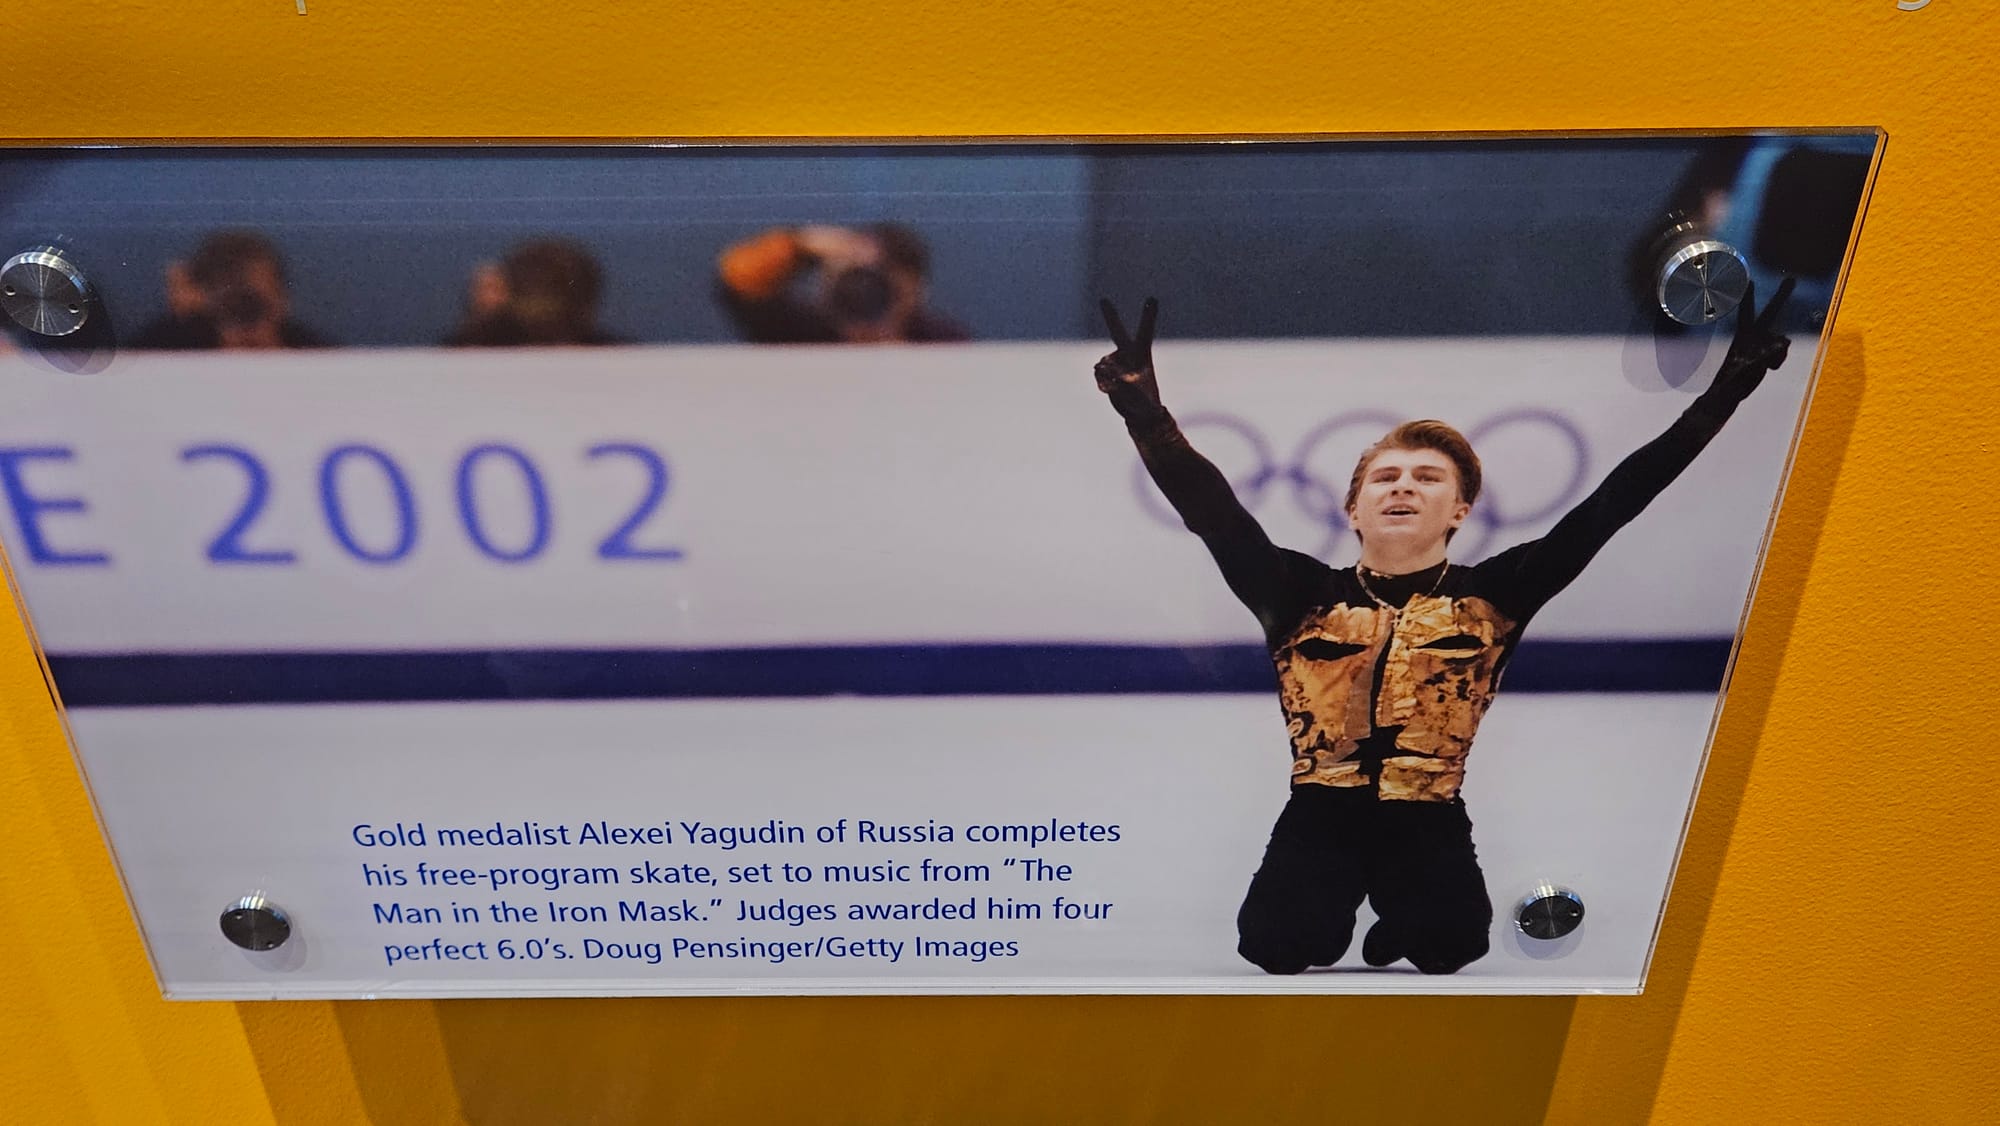 E 2002
Gold medalist Alexei Yagudin of Russia completes
his free-program skate, set to music from “The
Man in the Iron Mask.” Judges awarded him four
perfect 6.0’s. Doug Pensinger/Getty Images